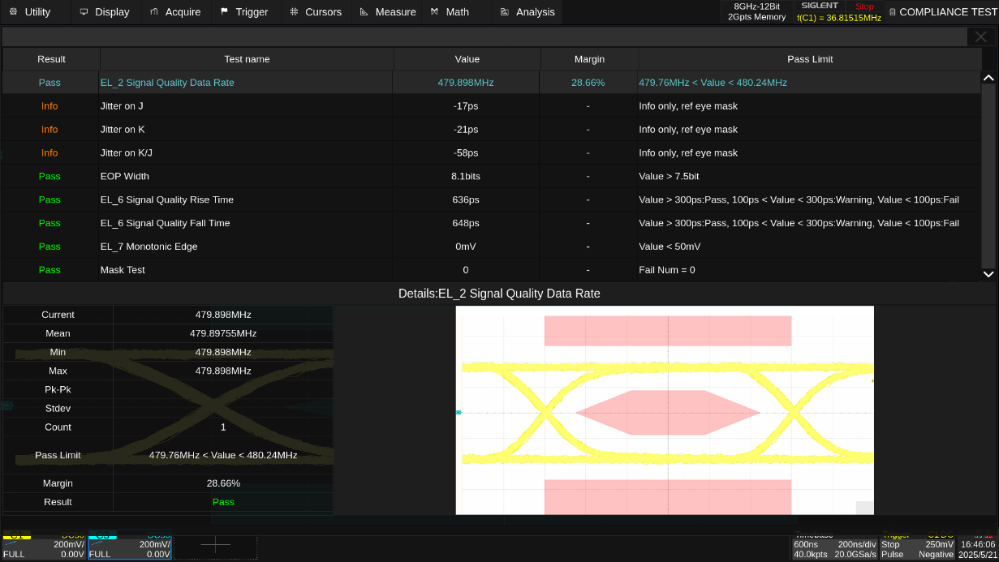 Utility Display Acquire Trigger Cursors Measure Math Analysis
8GHz-12Bit
2Gpts Memory
SIGLENT Stop
f(C1) = 36.81515MHz
COMPLIANCE TEST
Result Test name Value Margin Pass Limit
Pass EL_2 Signal Quality Data Rate 479.898MHz 28.66% 479.76MHz < Value < 480.24MHz
Info Jitter on J -17ps - Info only, ref eye mask
Info Jitter on K -21ps - Info only, ref eye mask
Info Jitter on K/J -58ps - Info only, ref eye mask
Pass EOP Width 8.1bits - Value > 7.5bit
Pass EL_6 Signal Quality Rise Time 636ps - Value > 300ps:Pass, 100ps < Value < 300ps:Warning, Value < 100ps:Fail
Pass EL_6 Signal Quality Fall Time 648ps - Value > 300ps:Pass, 100ps < Value < 300ps:Warning, Value < 100ps:Fail
Pass EL_7 Monotonic Edge 0mV - Value < 50mV
Pass Mask Test 0 - Fail Num = 0
Details:EL_2 Signal Quality Data Rate
Current 479.898MHz
Mean 479.89755MHz
Min 479.898MHz
Max 479.898MHz
Pk-Pk
Stdev
Count 1
Pass Limit 479.76MHz < Value < 480.24MHz
Margin 28.66%
Result Pass
C1 DC50
200mV/
FULL 0.00V
C3 DC50
200mV/
FULL 0.00V
Timebase
600ns 200ns/div
40.0kpts 20.0GSa/s
Trigger C1 DC
Stop 250mV
Pulse Negative
16:46:06
2025/5/21